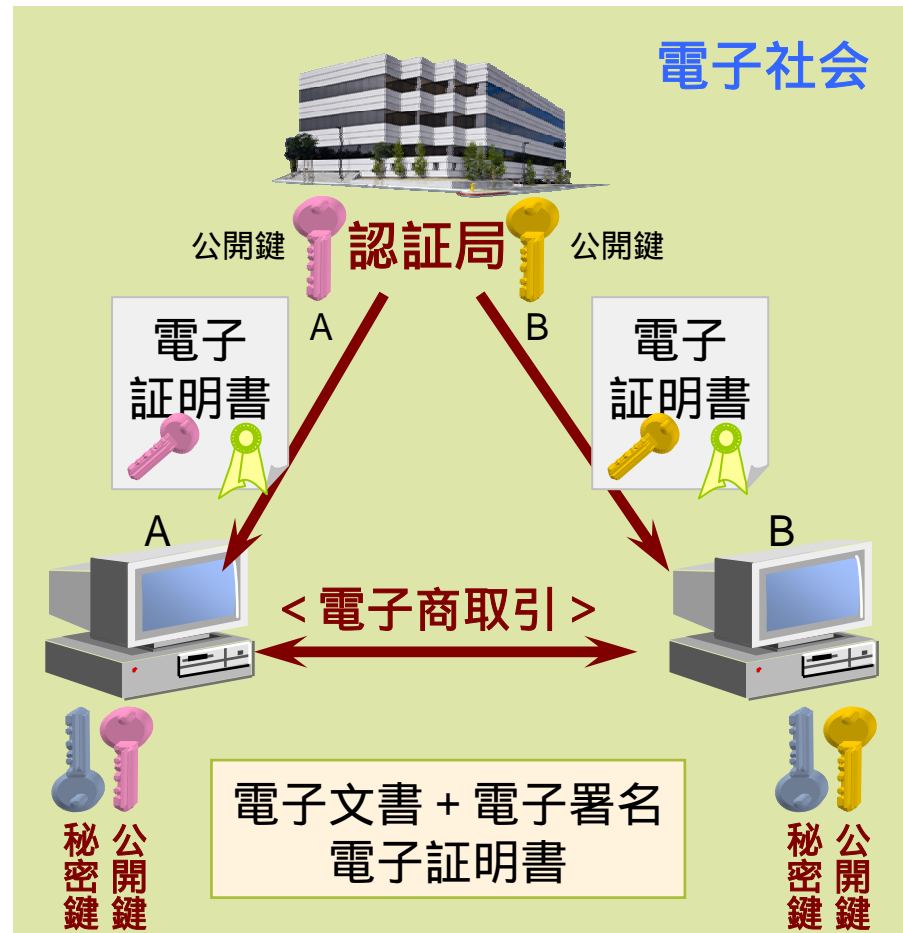 電子社会
公開鍵
認証局
公開鍵
A
B
電子
証明書
電子
証明書
A
B
<電子商取引>
電子文書+電子署名
電子証明書
秘密鍵
公開鍵
秘密鍵
公開鍵